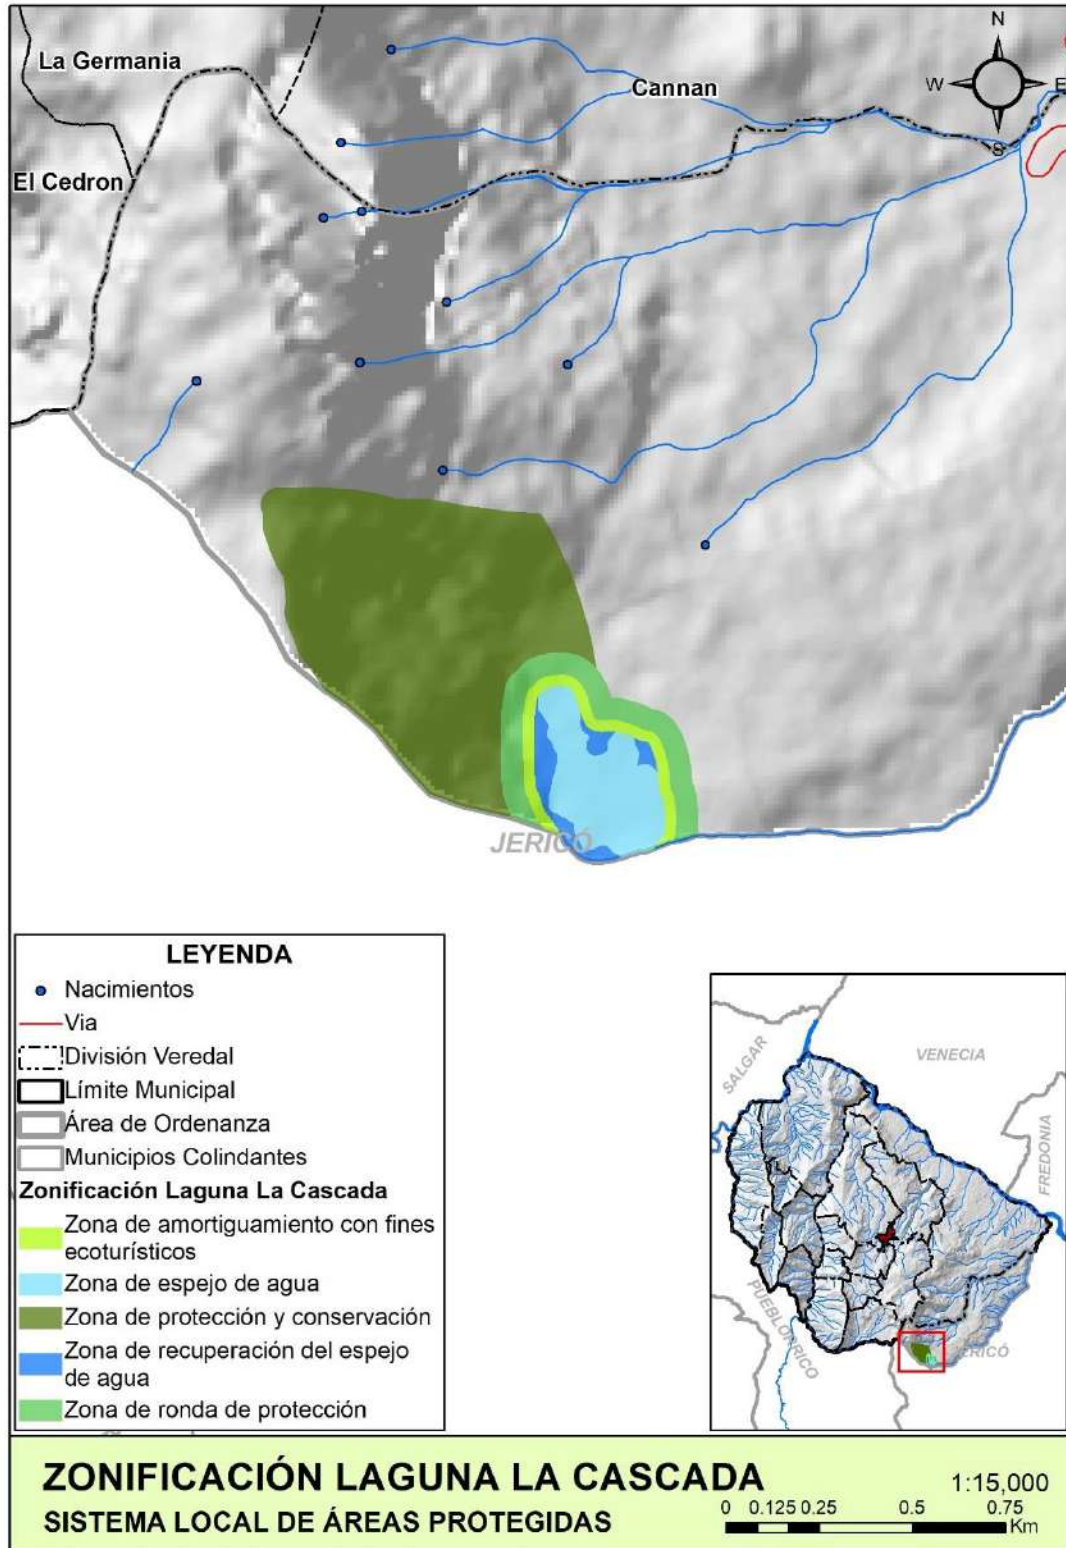 La Germania
Cannan
El Cedron
N
W
E
S
JERICÓ
LEYENDA
Nacimientos
Via
División Veredal
Límite Municipal
Área de Ordenanza
Municipios Colindantes
Zonificación Laguna La Cascada
Zona de amortiguamiento con fines
ecoturísticos
Zona de espejo de agua
Zona de protección y conservación
Zona de recuperación del espejo
de agua
Zona de ronda de protección
SALGAR
VENECIA
FREDONIA
PUEBLORRICO
JERICÓ
ZONIFICACIÓN LAGUNA LA CASCADA
SISTEMA LOCAL DE ÁREAS PROTEGIDAS
1:15,000
0 0.125 0.25 0.5 0.75
Km